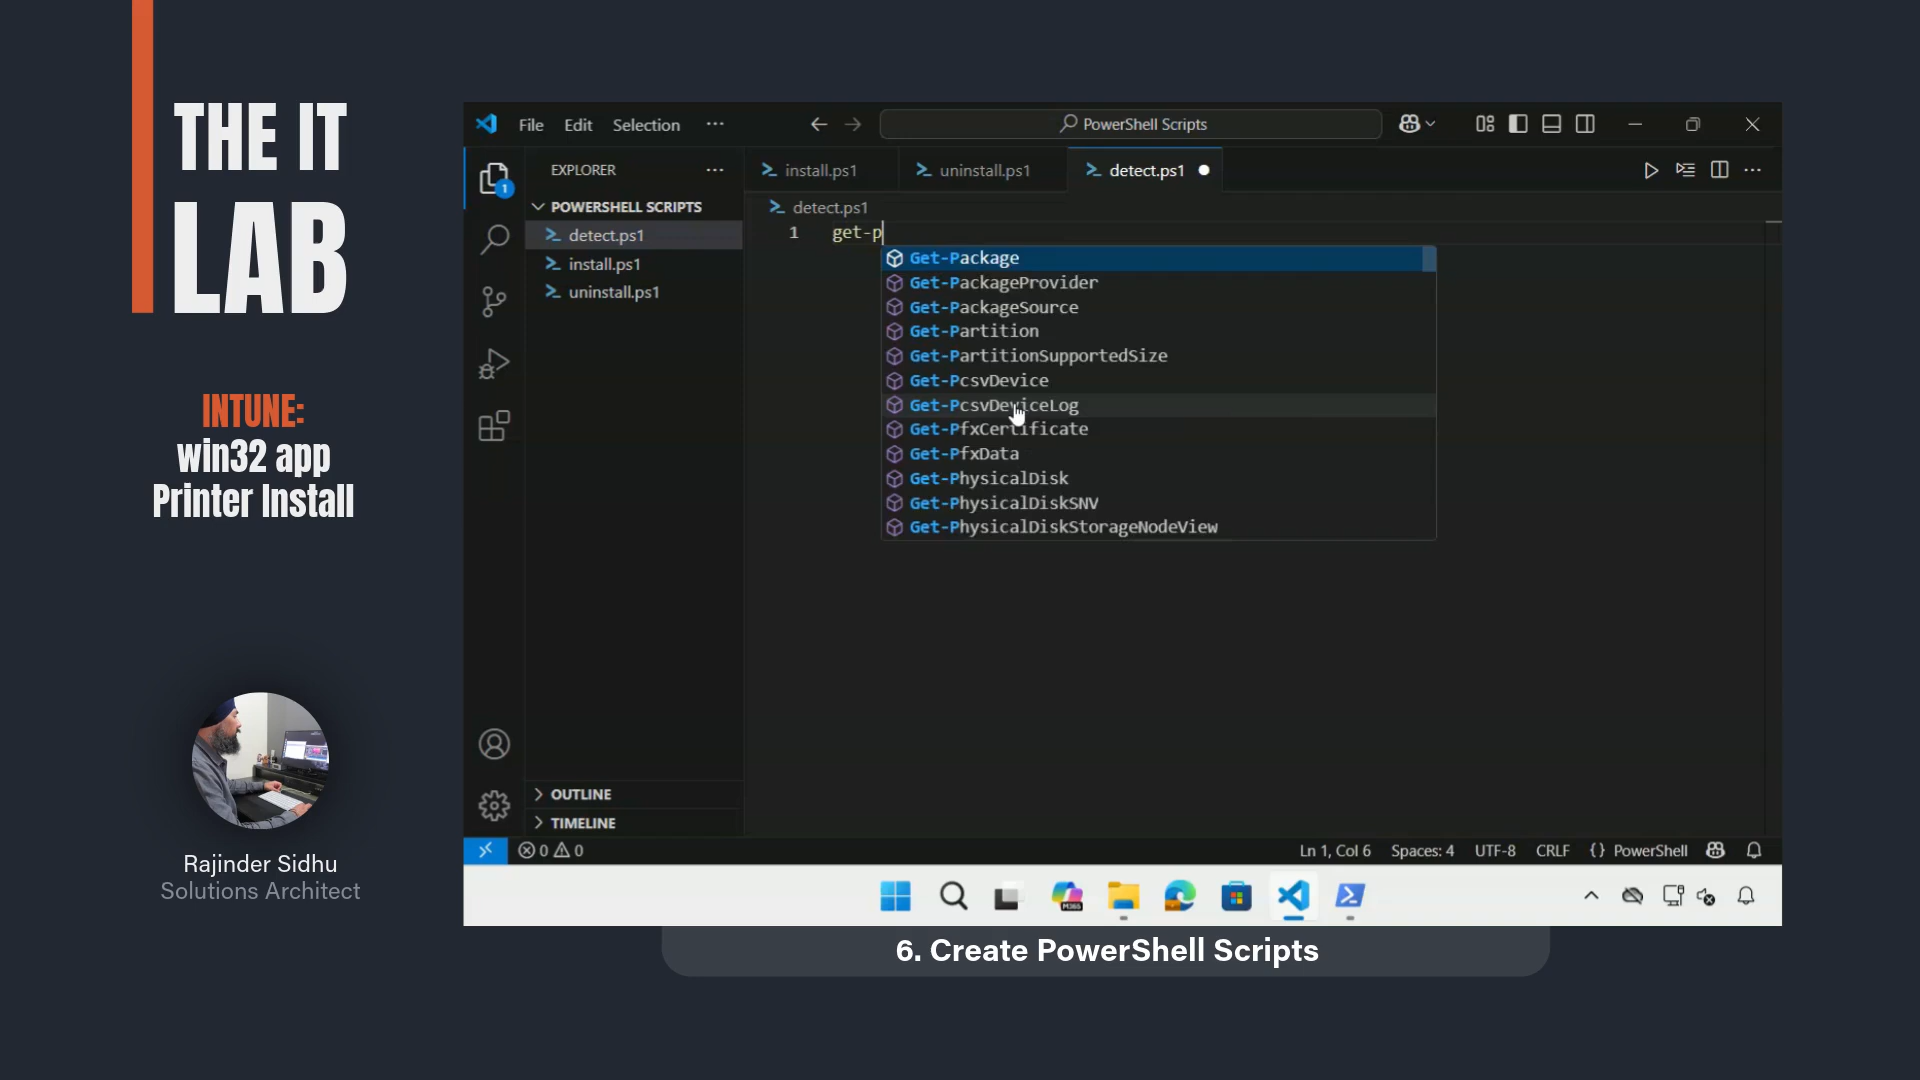 THE IT
LAB
INTUNE:
win32 app
Printer Install
Rajinder Sidhu
Solutions Architect
File Edit Selection ···
PowerShell Scripts
EXPLORER ···
POWERSHELL SCRIPTS
detect.ps1
install.ps1
uninstall.ps1
OUTLINE
TIMELINE
install.ps1 uninstall.ps1 detect.ps1
detect.ps1
1 get-p
Get-Package
Get-PackageProvider
Get-PackageSource
Get-Partition
Get-PartitionSupportedSize
Get-PcsvDevice
Get-PcsvDeviceLog
Get-PfxCertificate
Get-PfxData
Get-PhysicalDisk
Get-PhysicalDiskSNV
Get-PhysicalDiskStorageNodeView
1
0 0 Ln 1, Col 6 Spaces: 4 UTF-8 CRLF {} PowerShell
M365
6. Create PowerShell Scripts